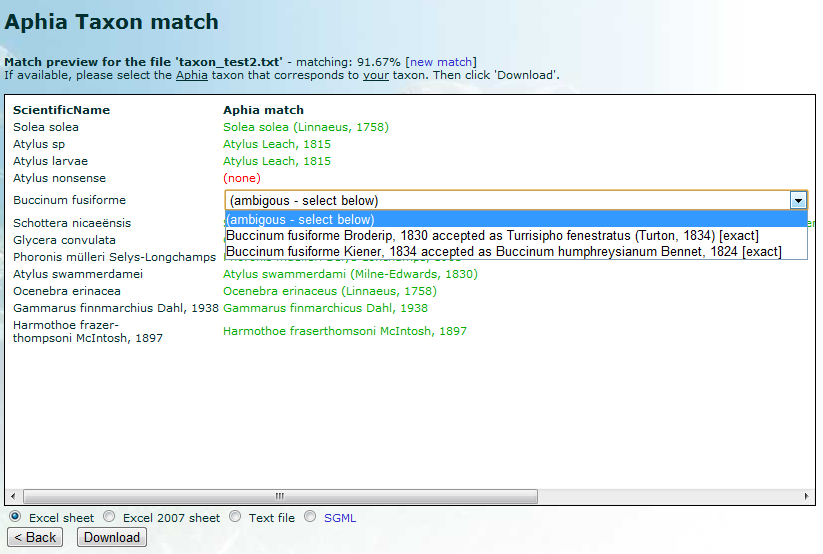 Aphia Taxon match
Match preview for the file 'taxon_test2.txt' - matching: 91.67% [new match]
If available, please select the Aphia taxon that corresponds to your taxon. Then click 'Download'.
ScientificName Aphia match
Solea solea Solea solea (Linnaeus, 1758)
Atylus sp Atylus Leach, 1815
Atylus larvae Atylus Leach, 1815
Atylus nonsense (none)
Buccinum fusiforme (ambigous - select below)
(ambigous - select below)
Buccinum fusiforme Broderip, 1830 accepted as Turrisipho fenestratus (Turton, 1834) [exact]
Buccinum fusiforme Kiener, 1834 accepted as Buccinum humphreysianum Bennet, 1824 [exact]
Schottera nicaeënsis
Glycera convulata
Phoronis mülleri Selys-Longchamps
Atylus swammerdamei Atylus swammerdami (Milne-Edwards, 1830)
Ocenebra erinacea Ocenebra erinaceus (Linnaeus, 1758)
Gammarus finnmarchius Dahl, 1938 Gammarus finmarchicus Dahl, 1938
Harmothoe frazer-
thompsoni McIntosh, 1897 Harmothoe fraserthomsoni McIntosh, 1897
Excel sheet Excel 2007 sheet Text file SGML
< Back Download